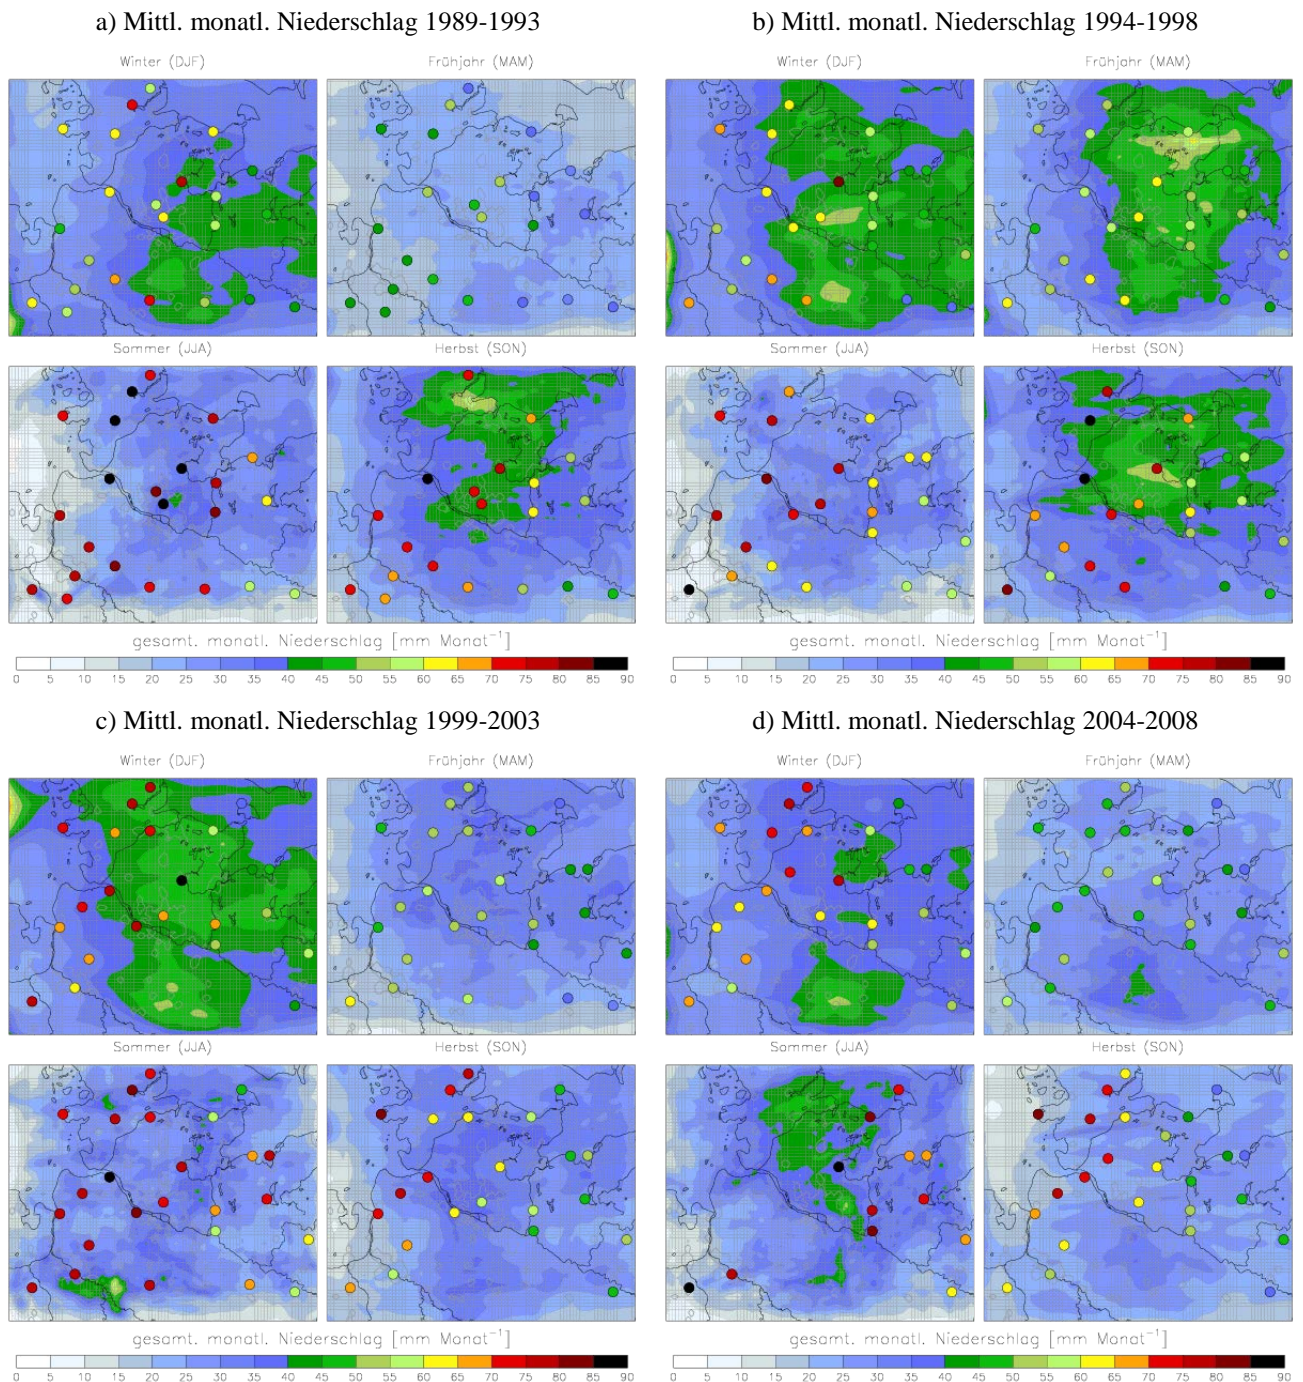 a) Mittl. monatl. Niederschlag 1989-1993
b) Mittl. monatl. Niederschlag 1994-1998
Winter (DJF)
Frühjahr (MAM)
Winter (DJF)
Frühjahr (MAM)
Sommer (JJA)
Herbst (SON)
Sommer (JJA)
Herbst (SON)
gesamt. monatl. Niederschlag [mm Monat⁻¹]
gesamt. monatl. Niederschlag [mm Monat⁻¹]
0 5 10 15 20 25 30 35 40 45 50 55 60 65 70 75 80 85 90
0 5 10 15 20 25 30 35 40 45 50 55 60 65 70 75 80 85 90
c) Mittl. monatl. Niederschlag 1999-2003
d) Mittl. monatl. Niederschlag 2004-2008
Winter (DJF)
Frühjahr (MAM)
Winter (DJF)
Frühjahr (MAM)
Sommer (JJA)
Herbst (SON)
Sommer (JJA)
Herbst (SON)
gesamt. monatl. Niederschlag [mm Monat⁻¹]
gesamt. monatl. Niederschlag [mm Monat⁻¹]
0 5 10 15 20 25 30 35 40 45 50 55 60 65 70 75 80 85 90
0 5 10 15 20 25 30 35 40 45 50 55 60 65 70 75 80 85 90